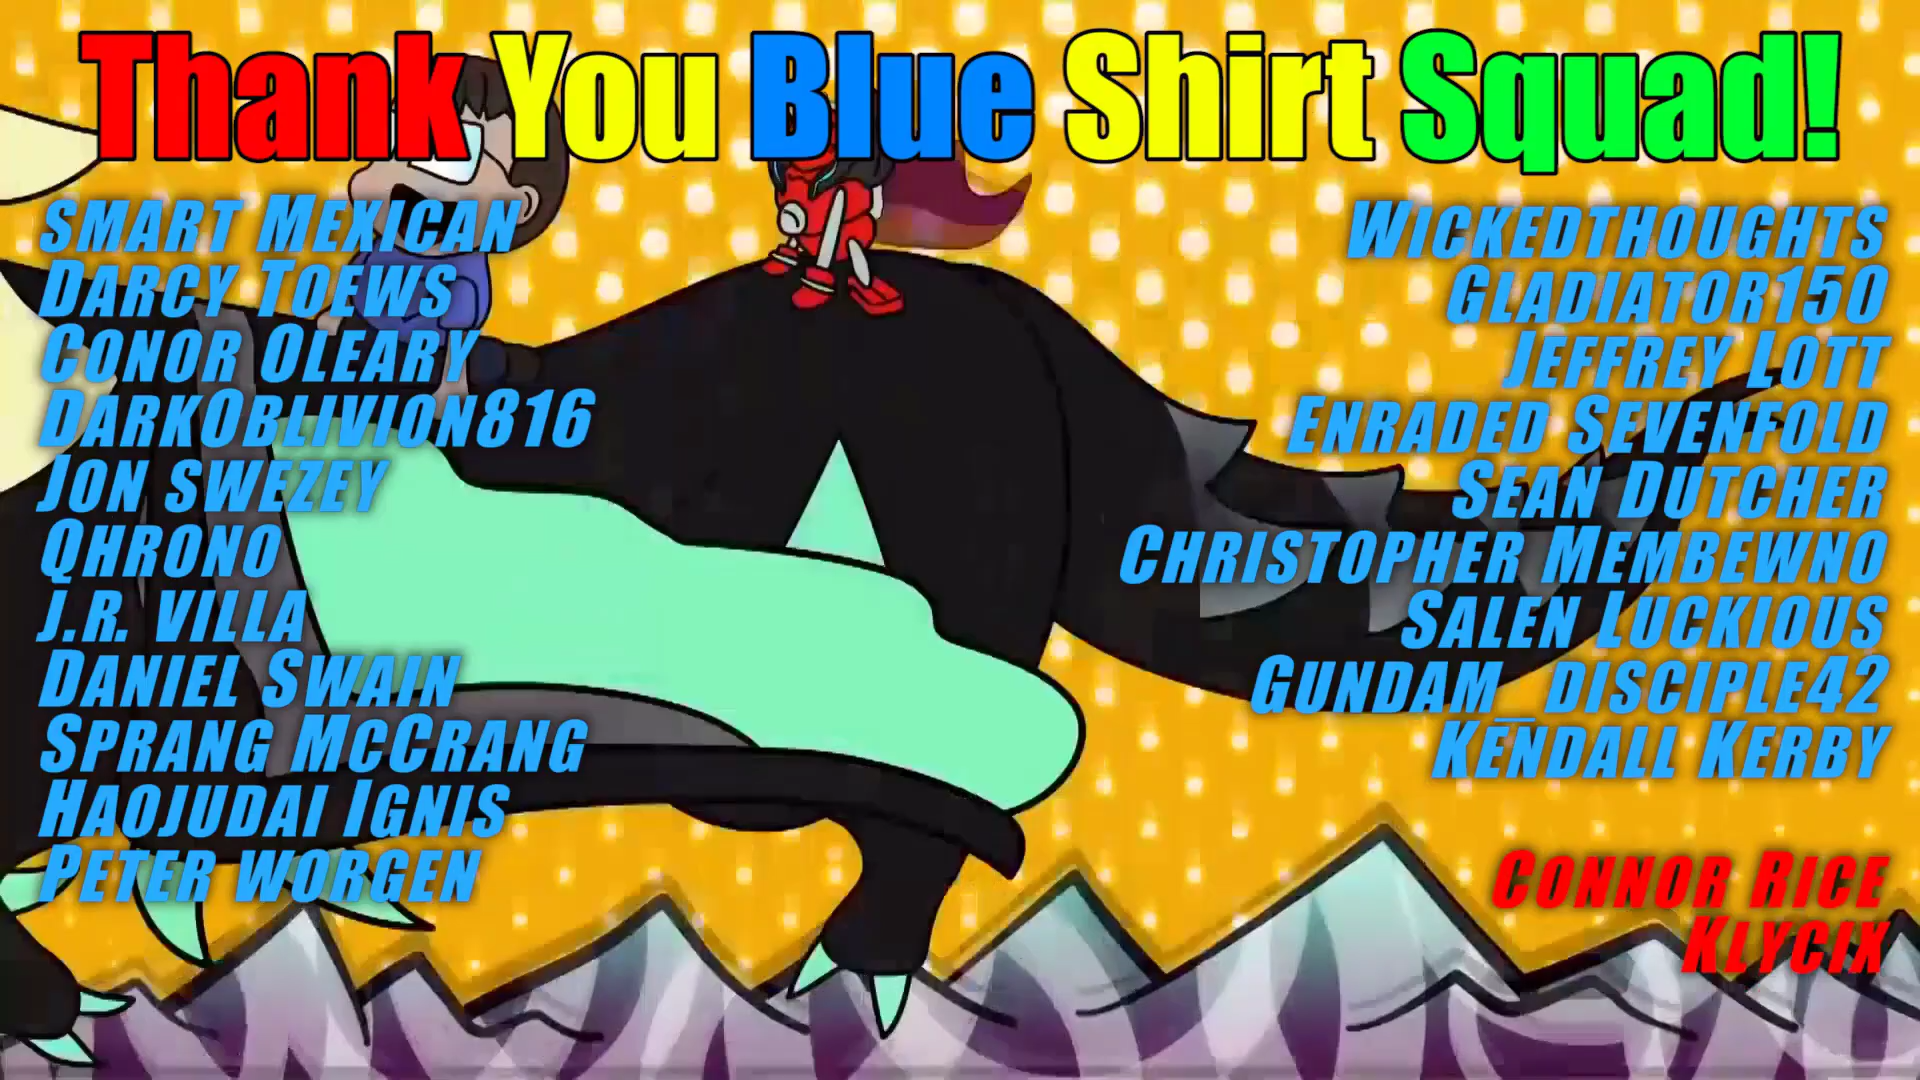 Thank You Blue Shirt Squad!
smart Mexican
Darcy Toews
Conor OLeary
DarkOblivion816
Jon swezey
Qhrono
J.R. villa
Daniel Swain
Sprang McCrang
Haojudai Ignis
Peter worgen
Wickedthoughts
Gladiator150
Jeffrey Lott
Enraded Sevenfold
Sean Dutcher
Christopher Membewno
Salen Luckious
Gundam_disciple42
Kendall Kerby
Connor Rice
Klycix